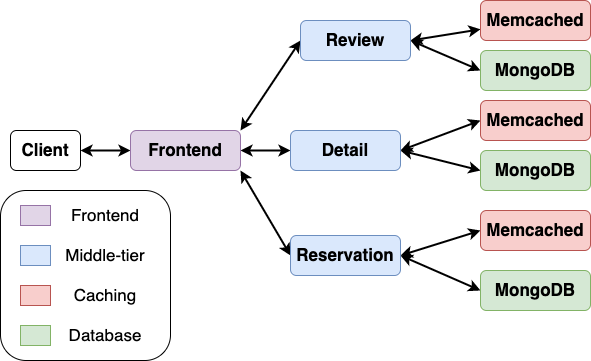 Review
Memcached
MongoDB
Client
Frontend
Detail
Memcached
MongoDB
Reservation
Memcached
MongoDB
Frontend
Middle-tier
Caching
Database